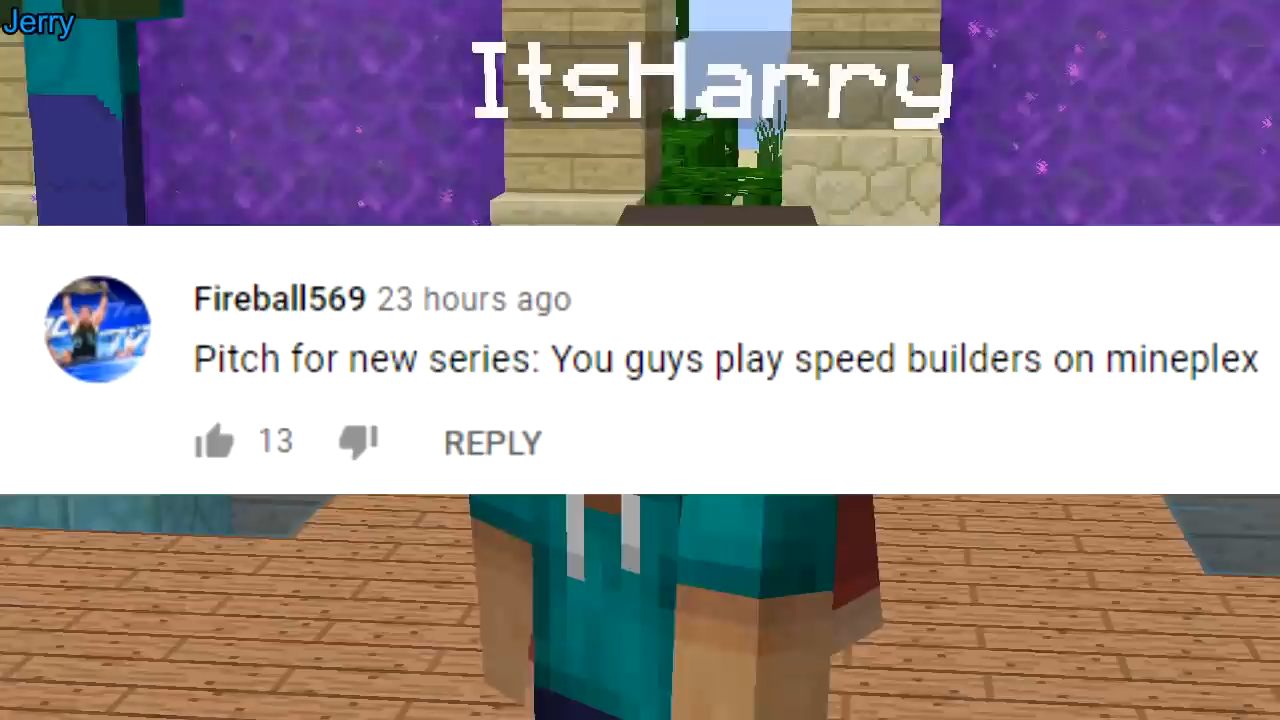 Jerry
ItsHarry
Fireball569 23 hours ago
Pitch for new series: You guys play speed builders on mineplex
13 REPLY